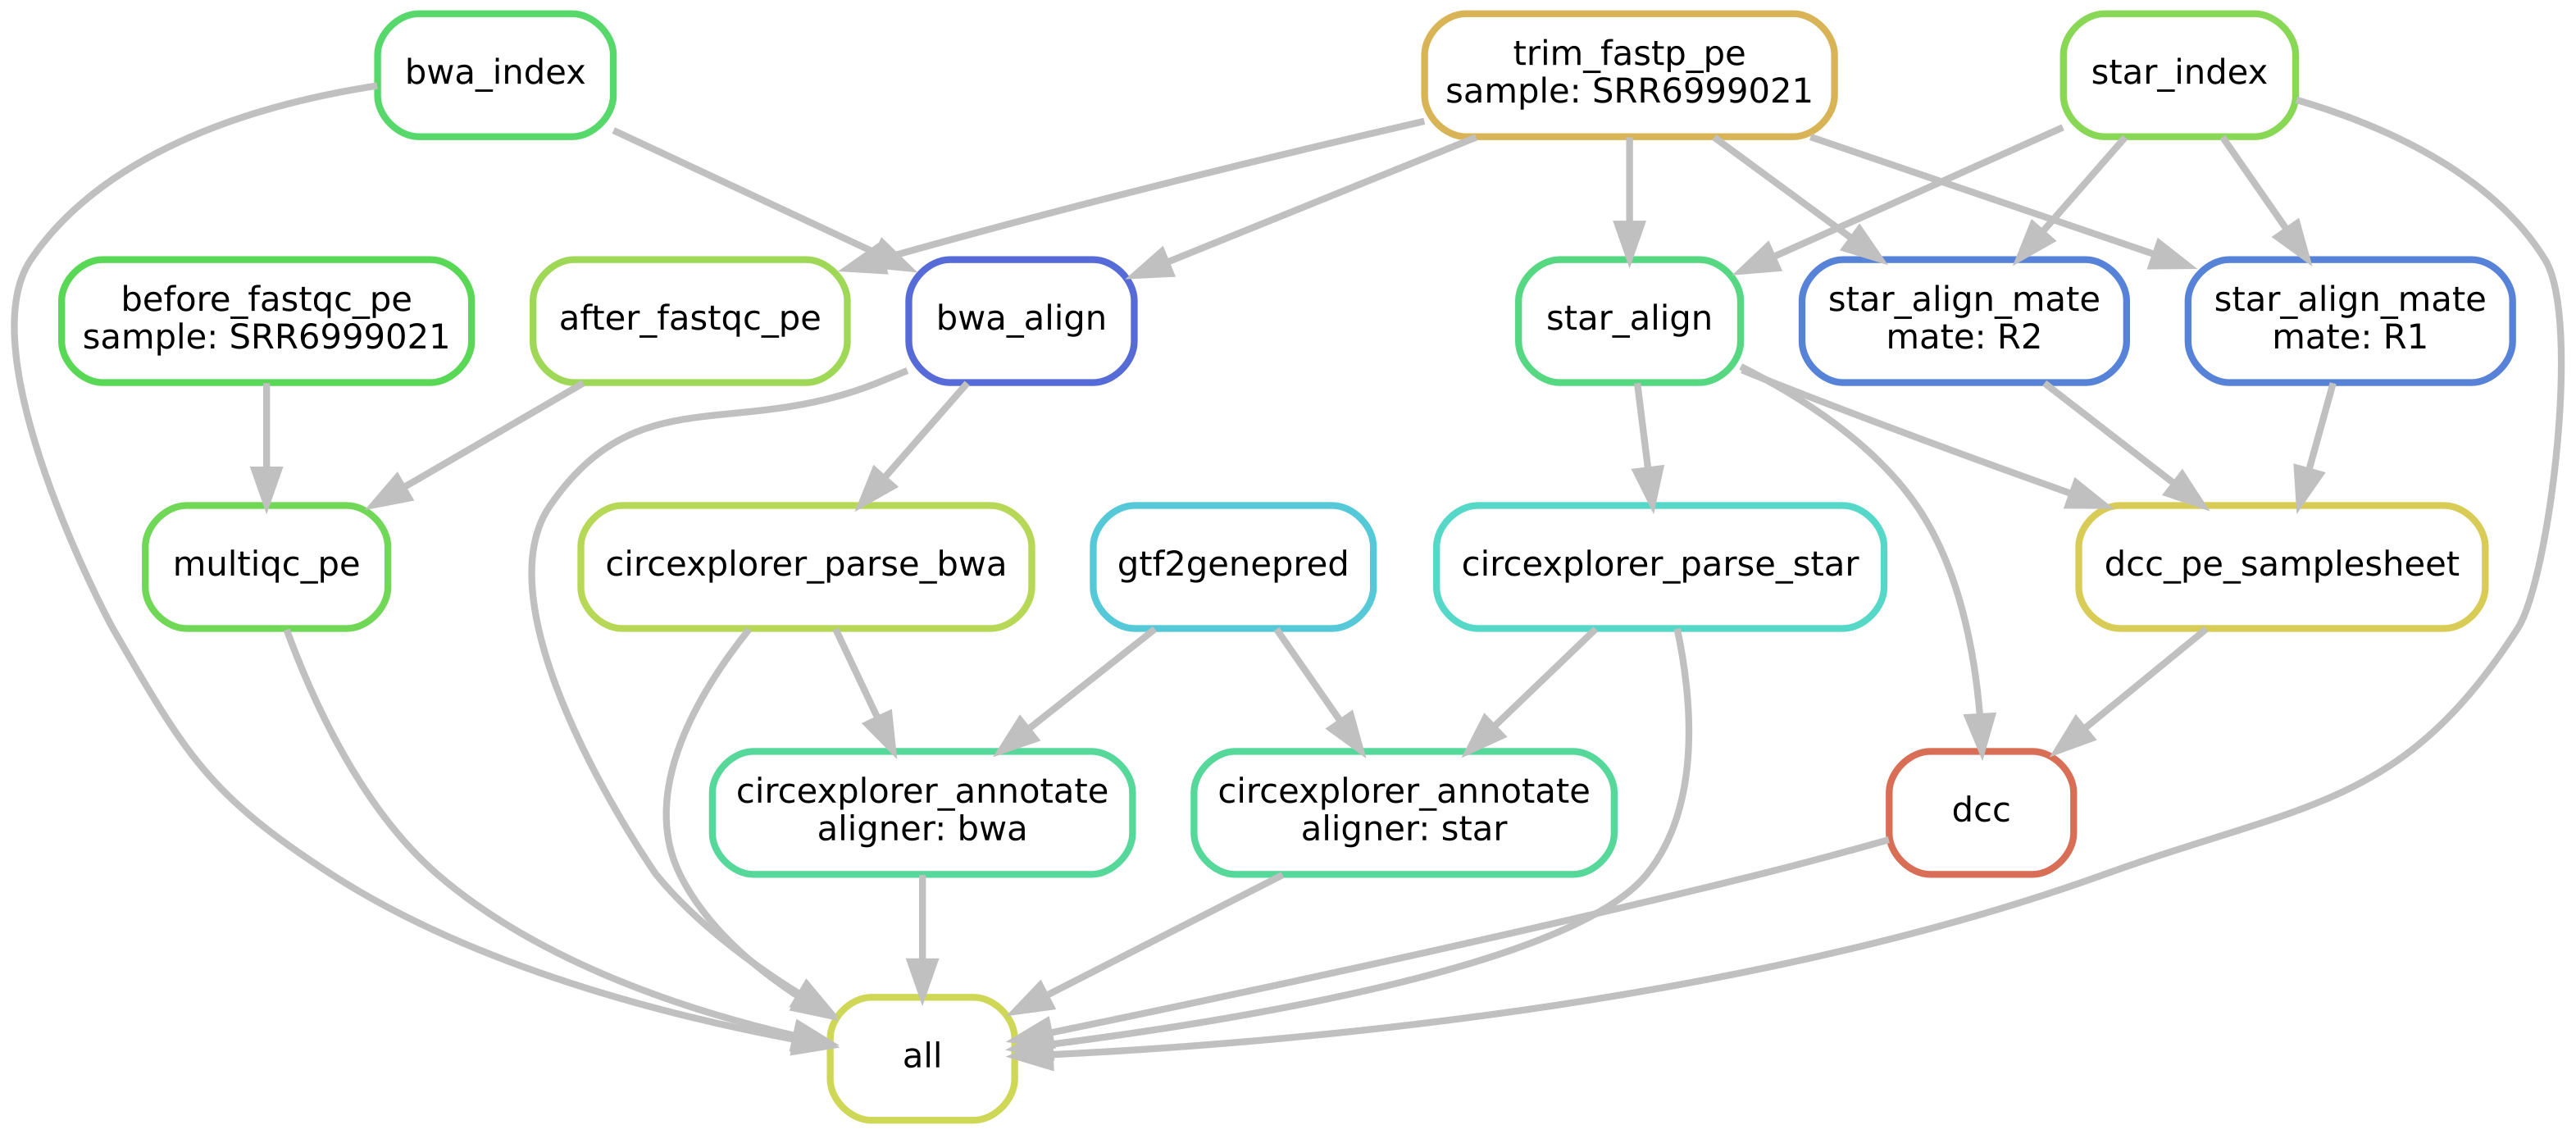 bwa_index
trim_fastp_pe
sample: SRR6999021
star_index
before_fastqc_pe
sample: SRR6999021
after_fastqc_pe
bwa_align
star_align
star_align_mate
mate: R2
star_align_mate
mate: R1
multiqc_pe
circexplorer_parse_bwa
gtf2genepred
circexplorer_parse_star
dcc_pe_samplesheet
circexplorer_annotate
aligner: bwa
circexplorer_annotate
aligner: star
dcc
all